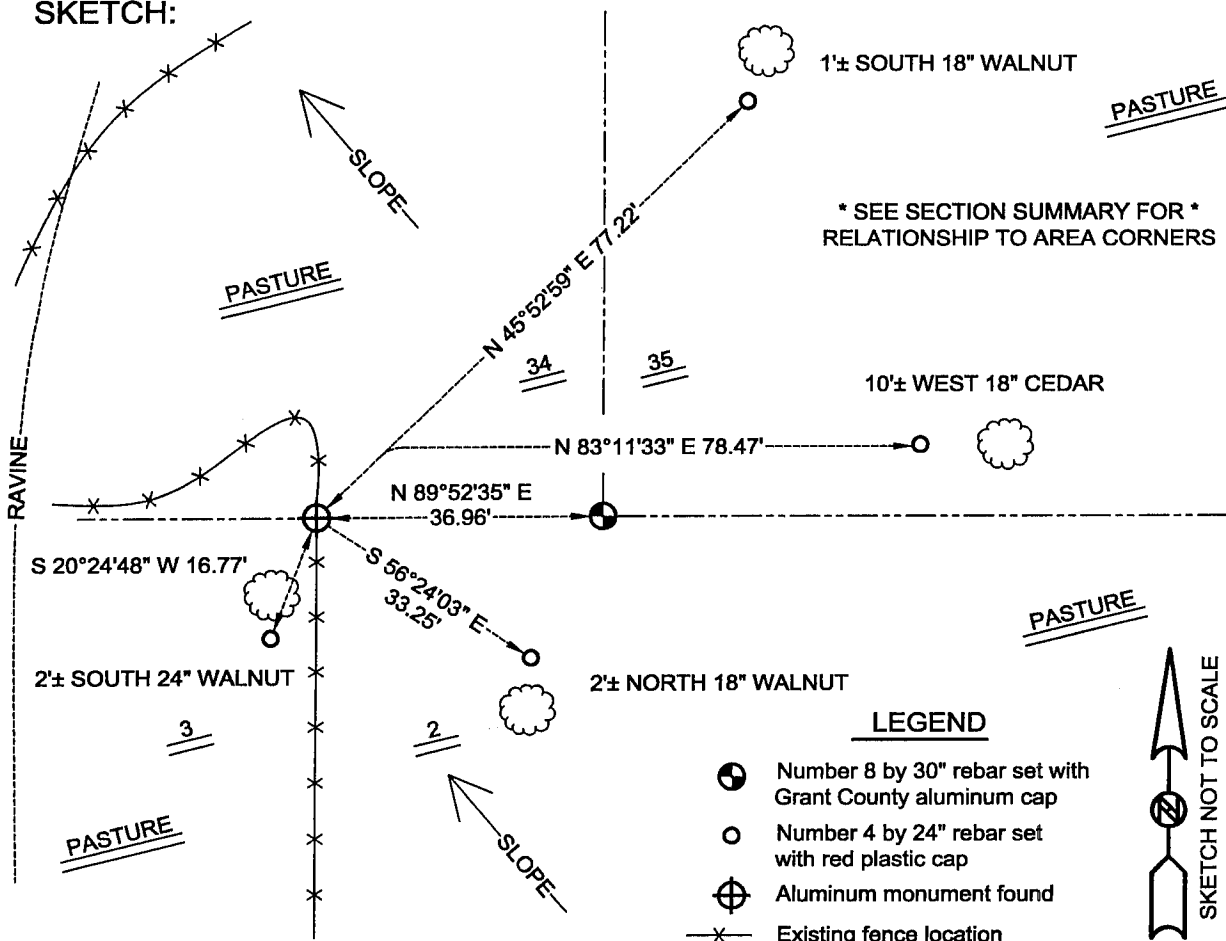 SKETCH:
1'± SOUTH 18" WALNUT
PASTURE
SLOPE
* SEE SECTION SUMMARY FOR *
RELATIONSHIP TO AREA CORNERS
N 45°52'59" E 77.22'
PASTURE
34
35
10'± WEST 18" CEDAR
RAVINE
N 83°11'33" E 78.47'
N 89°52'35" E
36.96'
S 20°24'48" W 16.77'
S 56°24'03" E
33.25'
PASTURE
2'± SOUTH 24" WALNUT
2'± NORTH 18" WALNUT
3
2
PASTURE
SLOPE
LEGEND
Number 8 by 30" rebar set with
Grant County aluminum cap
Number 4 by 24" rebar set
with red plastic cap
Aluminum monument found
Existing fence location
N
SKETCH NOT TO SCALE